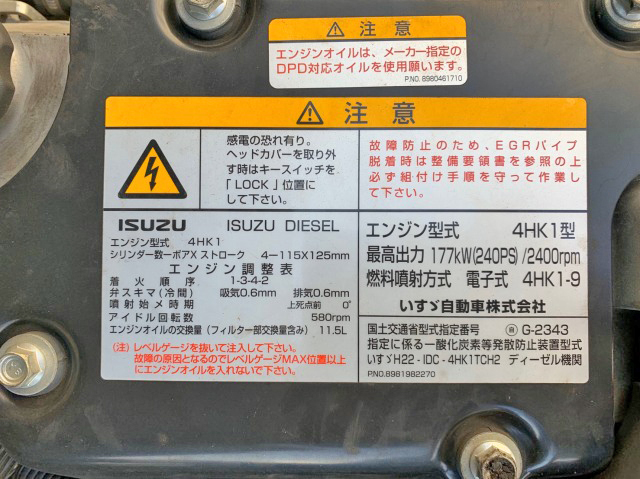 ⚠ 注意
エンジンオイルは、メーカー指定の
DPD対応オイルを使用願います。
P.NO. 8980461710
⚠ 注意
感電の恐れ有り。
ヘッドカバーを取り外
す時はキースイッチを
「LOCK」位置に
して下さい。
故障防止のため、EGRパイプ
脱着時は整備要領書を参照の上
必ず組付け手順を守って作業し
て下さい。
ISUZU ISUZU DIESEL
エンジン型式 4HK1
シリンダー数ーボアX ストローク 4ー115X125mm
エンジン調整表
着火順序 1-3-4-2
弁スキマ(冷間) 吸気0.6mm 排気0.6mm
噴射始メ時期 上死点前 0°
アイドル回転数 580rpm
エンジンオイルの交換量(フィルター部交換量含み) 11.5L
(注)レベルゲージを抜いて注入して下さい。
故障の原因となるのでレベルゲージMAX位置以上
にエンジンオイルを入れないで下さい。
エンジン型式 4HK1型
最高出力 177kW(240PS)/2400rpm
燃料噴射方式 電子式 4HK1-9
いすゞ自動車株式会社
国土交通省型式指定番号 G-2343
指定に係る一酸化炭素等発散防止装置型式
いすゞH22-IDC-4HK1TCH2 ディーゼル機関
P.NO.8981982270